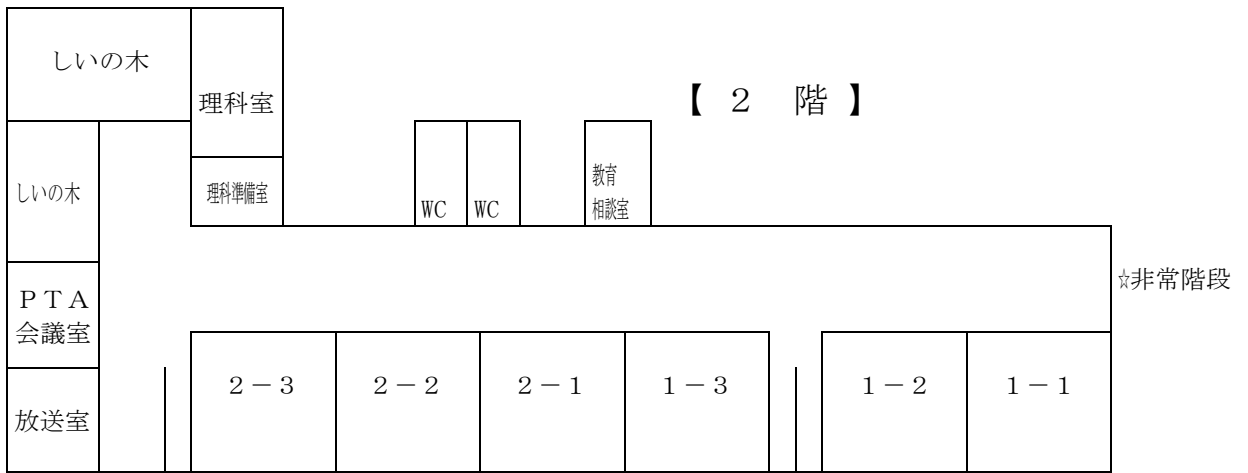 しいの木
理科室
【 ２　階 】
しいの木
理科準備室
WC
WC
教育
相談室
☆非常階段
ＰＴＡ
会議室
２－３
２－２
２－１
１－３
１－２
１－１
放送室